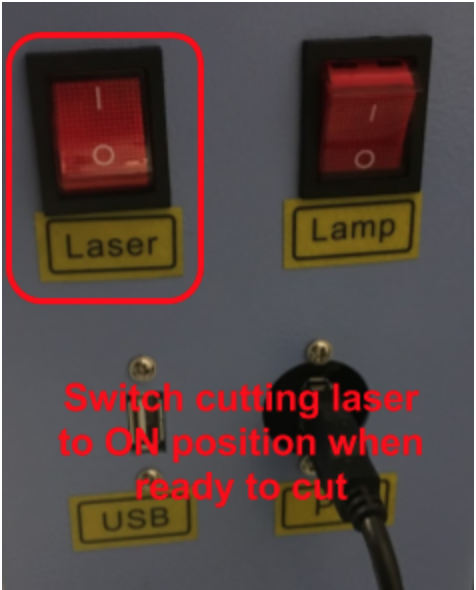 I
O
I
O
Laser
Lamp
Switch cutting laser
to ON position when
ready to cut
USB